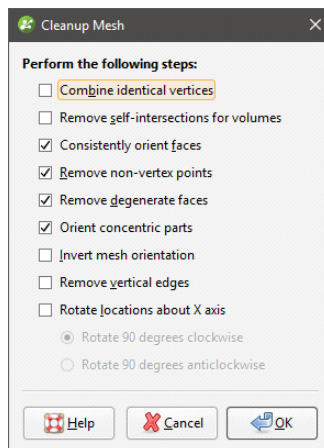 Cleanup Mesh
Perform the following steps:
Combine identical vertices
Remove self-intersections for volumes
Consistently orient faces
Remove non-vertex points
Remove degenerate faces
Orient concentric parts
Invert mesh orientation
Remove vertical edges
Rotate locations about X axis
Rotate 90 degrees clockwise
Rotate 90 degrees anticlockwise
Help
Cancel
OK